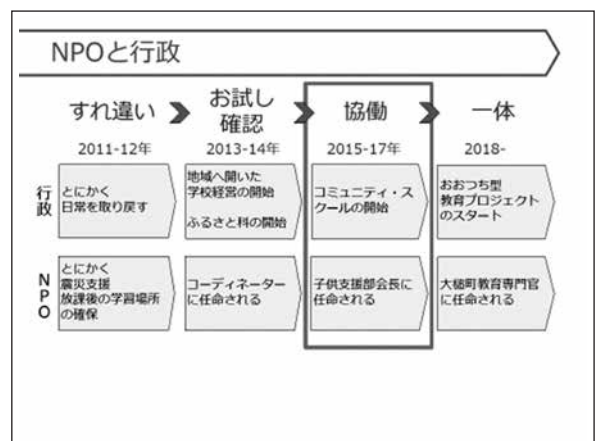 NPOと行政
すれ違い
お試し
確認
協働
一体
2011-12年
2013-14年
2015-17年
2018-
行政
とにかく
日常を取り戻す
地域へ開いた
学校経営の開始
ふるさと科の開始
コミュニティ・ス
クールの開始
おおつち型
教育プロジェクト
のスタート
NPO
とにかく
震災支援
放課後の学習場所
の確保
コーディネーター
に任命される
子供支援部会長に
任命される
大槌町教育専門官
に任命される